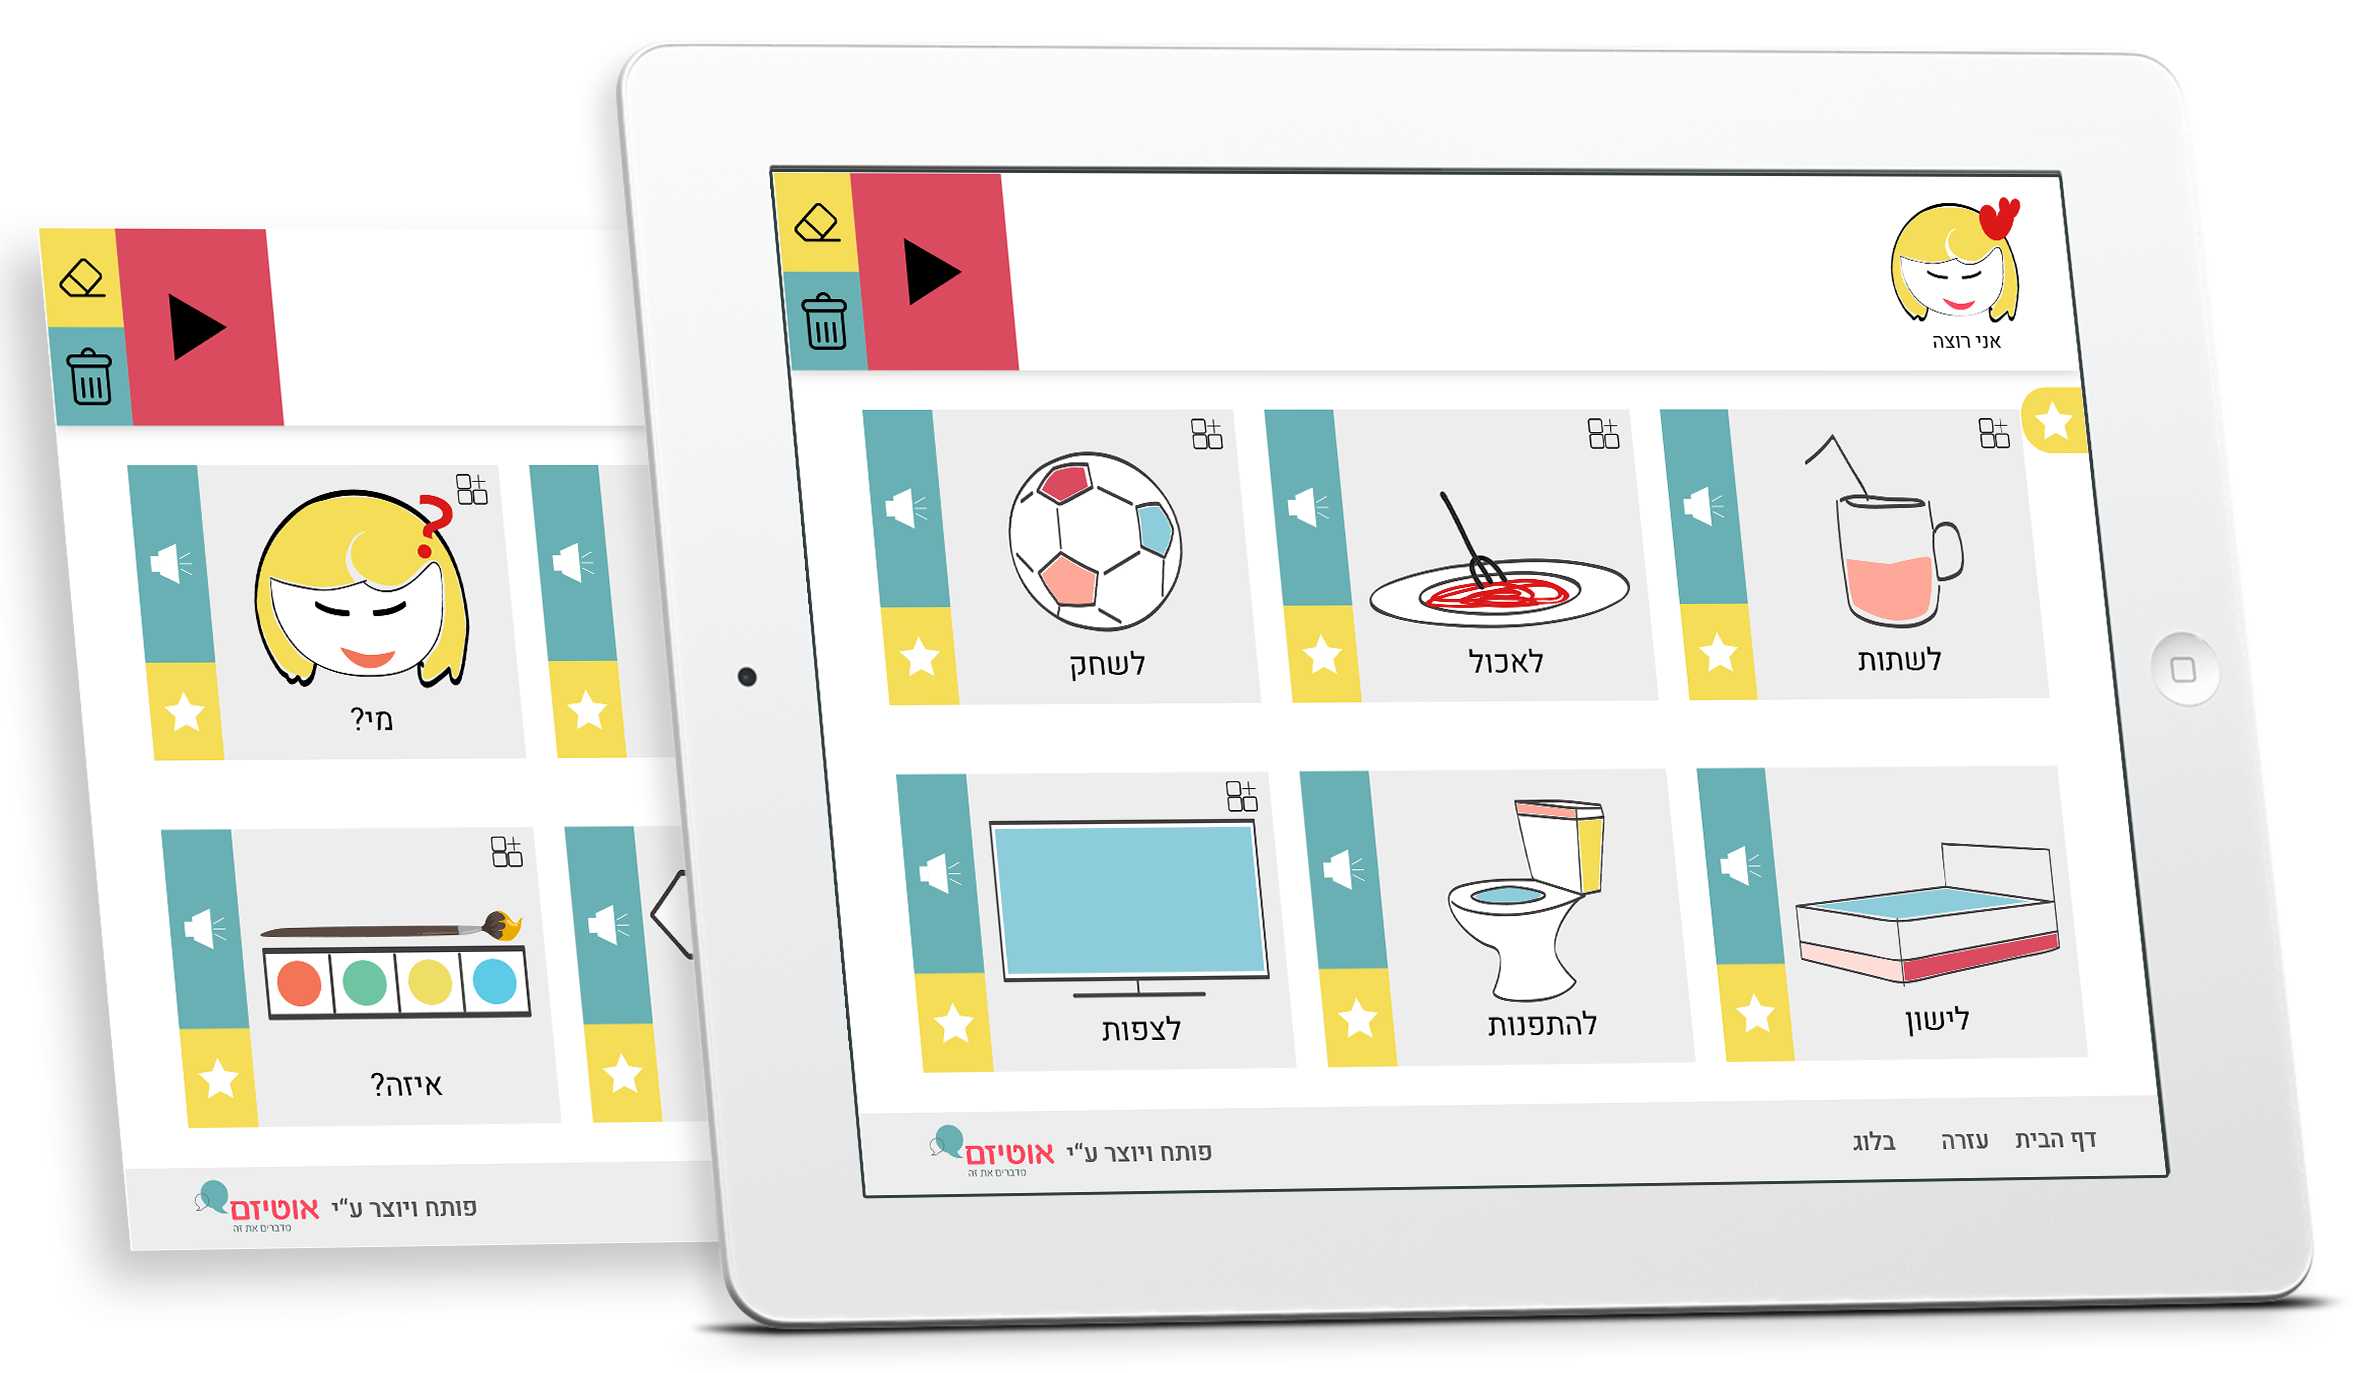 אני רוצה
לשתות
לאכול
לשחק
לישון
להתפנות
לצפות
דף הבית
עזרה
בלוג
פותח ויוצר ע"י
אוטיזם
מדברים את זה
מי?
איזה?
פותח ויוצר ע"י
אוטיזם
מדברים את זה